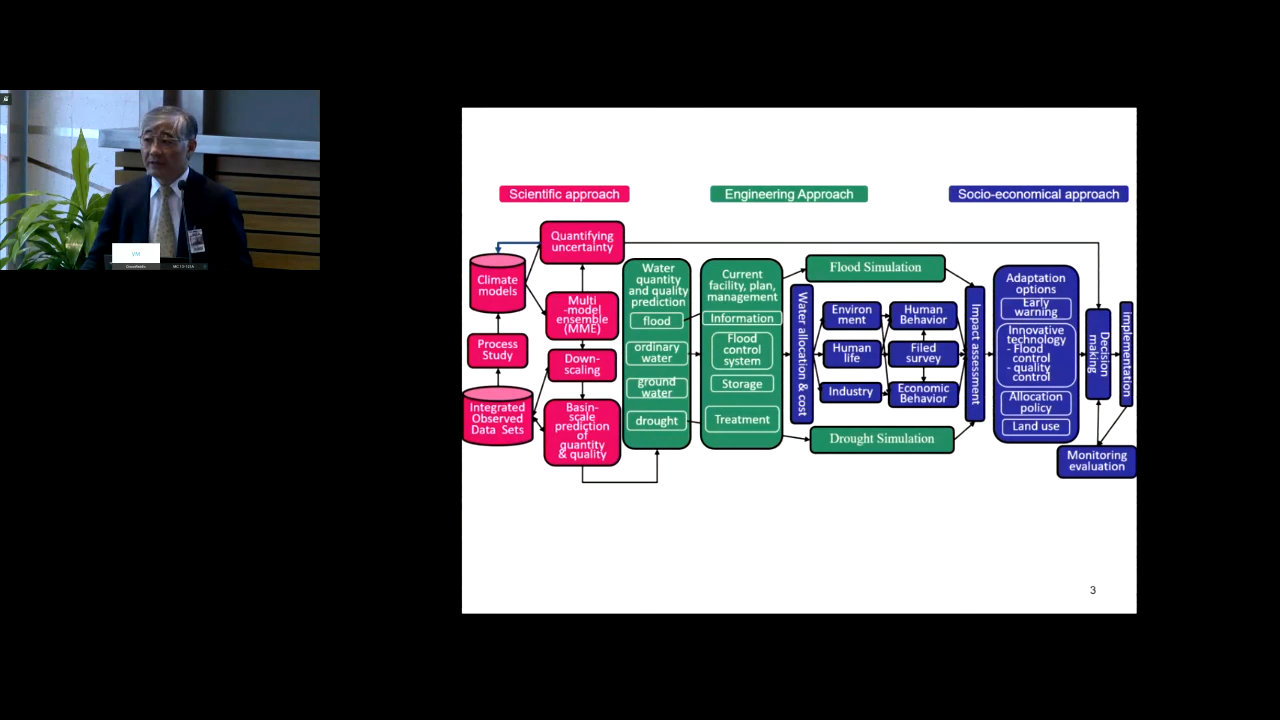 Scientific approach
Engineering Approach
Socio-economical approach
Quantifying
uncertainty
Climate
models
Multi
-model
ensemble
(MME)
Process
Study
Down-
scaling
Integrated
Observed
Data Sets
Basin-
scale
prediction
of
quantity
& quality
Water
quantity
and quality
prediction
flood
ordinary
water
ground
water
drought
Current
facility, plan,
management
Information
Flood
control
system
Storage
Treatment
Flood Simulation
Drought Simulation
Water allocation & cost
Environ
ment
Human
life
Industry
Human
Behavior
Filed
survey
Economic
Behavior
Impact assessment
Adaptation
options
Early
warning
Innovative
technology
- Flood
control
- quality
control
Allocation
policy
Land use
Decision
making
implementation
Monitoring
evaluation
3
VM